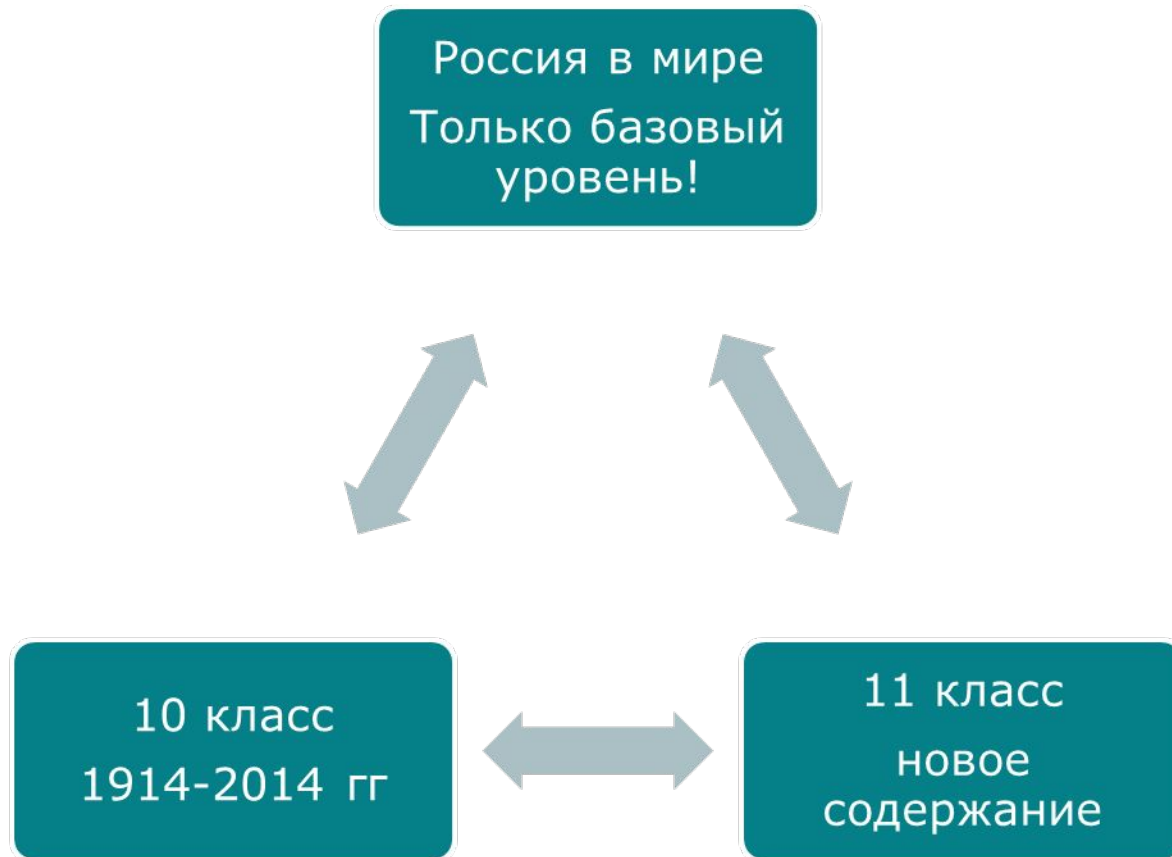 Россия в мире
Только базовый
уровень!
10 класс
1914-2014 гг
11 класс
новое
содержание